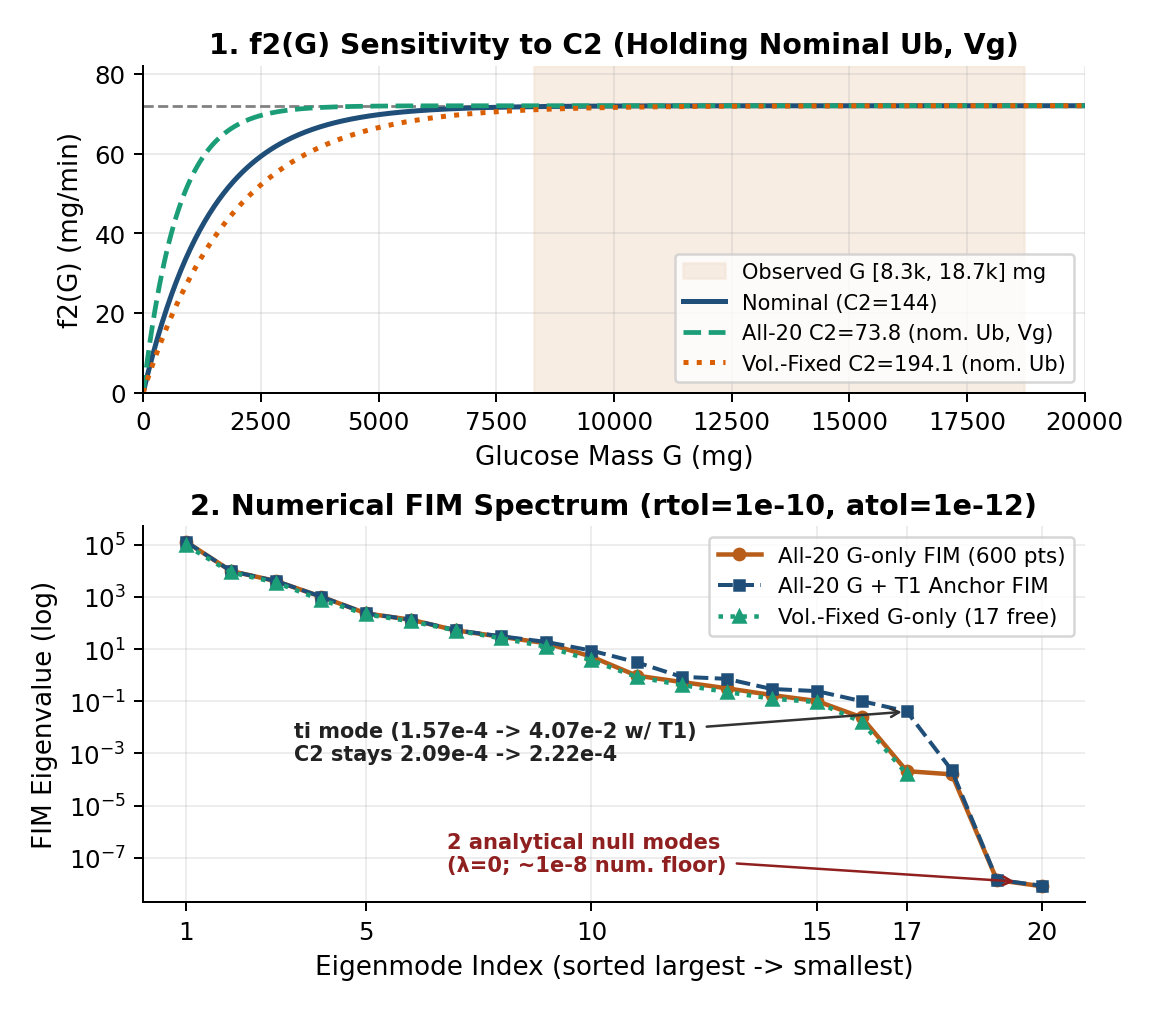 1. f2(G) Sensitivity to C2 (Holding Nominal Ub, Vg)
80
60
40
20
0
f2(G) (mg/min)
Observed G [8.3k, 18.7k] mg
Nominal (C2=144)
All-20 C2=73.8 (nom. Ub, Vg)
Vol.-Fixed C2=194.1 (nom. Ub)
0 2500 5000 7500 10000 12500 15000 17500 20000
Glucose Mass G (mg)
2. Numerical FIM Spectrum (rtol=1e-10, atol=1e-12)
10⁵
10³
10¹
10⁻¹
10⁻³
10⁻⁵
10⁻⁷
FIM Eigenvalue (log)
All-20 G-only FIM (600 pts)
All-20 G + T1 Anchor FIM
Vol.-Fixed G-only (17 free)
ti mode (1.57e-4 -> 4.07e-2 w/ T1)
C2 stays 2.09e-4 -> 2.22e-4
2 analytical null modes
(λ=0; ~1e-8 num. floor)
1 5 10 15 17 20
Eigenmode Index (sorted largest -> smallest)